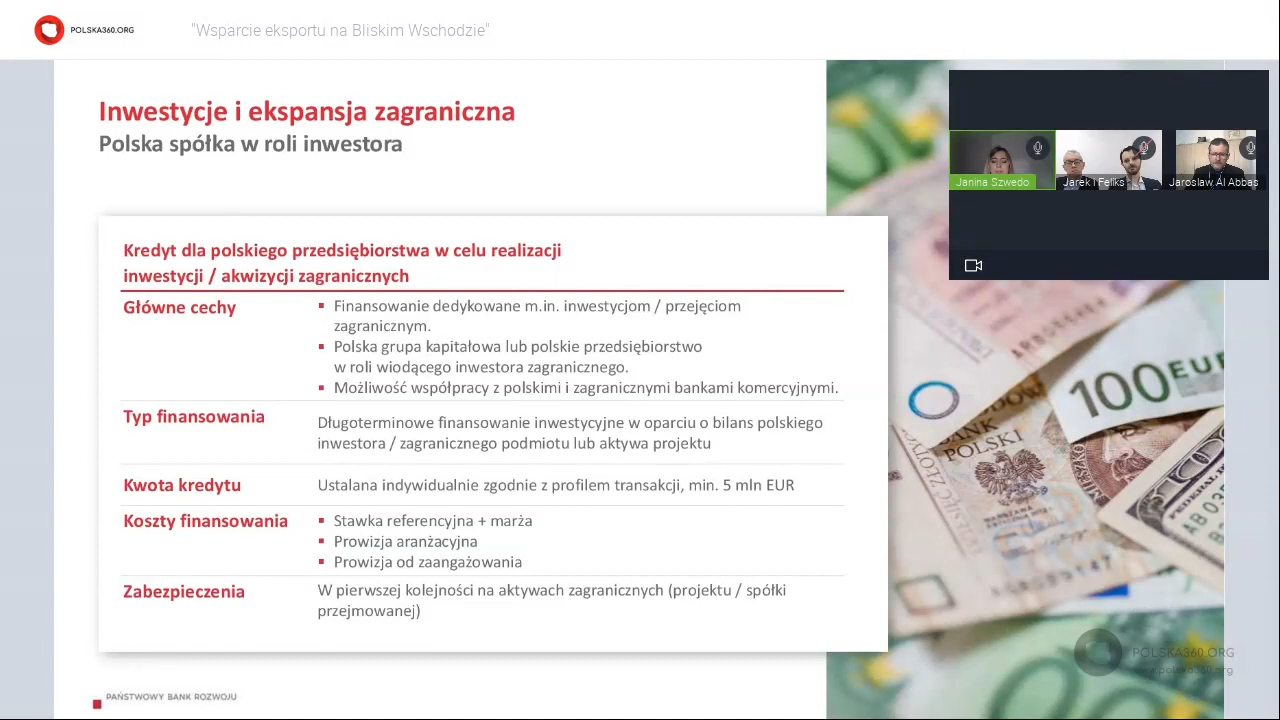 POLSKA360.ORG
"Wsparcie eksportu na Bliskim Wschodzie"
Inwestycje i ekspansja zagraniczna
Polska spółka w roli inwestora
Kredyt dla polskiego przedsiębiorstwa w celu realizacji
inwestycji / akwizycji zagranicznych
Główne cechy
Finansowanie dedykowane m.in. inwestycjom / przejęciom
zagranicznym.
Polska grupa kapitałowa lub polskie przedsiębiorstwo
w roli wiodącego inwestora zagranicznego.
Możliwość współpracy z polskimi i zagranicznymi bankami komercyjnymi.
Typ finansowania
Długoterminowe finansowanie inwestycyjne w oparciu o bilans polskiego
inwestora / zagranicznego podmiotu lub aktywa projektu
Kwota kredytu
Ustalana indywidualnie zgodnie z profilem transakcji, min. 5 mln EUR
Koszty finansowania
Stawka referencyjna + marża
Prowizja aranżacyjna
Prowizja od zaangażowania
Zabezpieczenia
W pierwszej kolejności na aktywach zagranicznych (projektu / spółki
przejmowanej)
PAŃSTWOWY BANK ROZWOJU
Janina Szwedo
Jarek i Feliks
Jaroslaw Al Abbas
100 EUR
BANK
POLSKI
POLSKA360.ORG
www.polska360.org